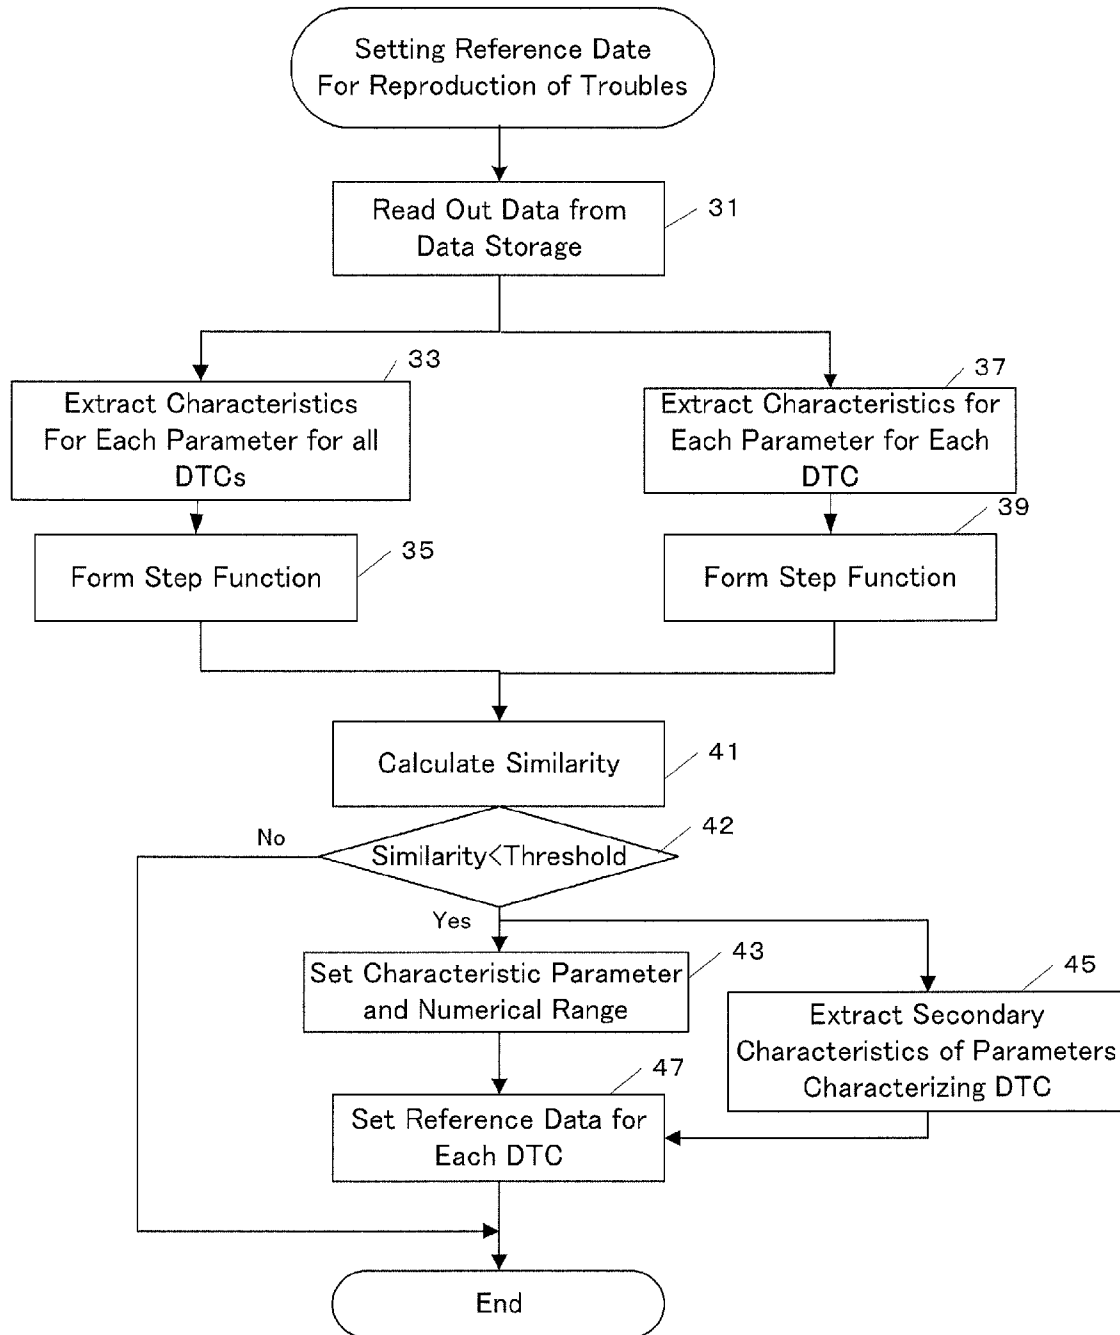 Setting Reference Date
For Reproduction of Troubles
Read Out Data from
Data Storage
31
33
Extract Characteristics
For Each Parameter for all
DTCs
37
Extract Characteristics for
Each Parameter for Each
DTC
35
Form Step Function
39
Form Step Function
Calculate Similarity
41
42
No
Similarity<Threshold
Yes
43
Set Characteristic Parameter
and Numerical Range
45
Extract Secondary
Characteristics of Parameters
Characterizing DTC
47
Set Reference Data for
Each DTC
End